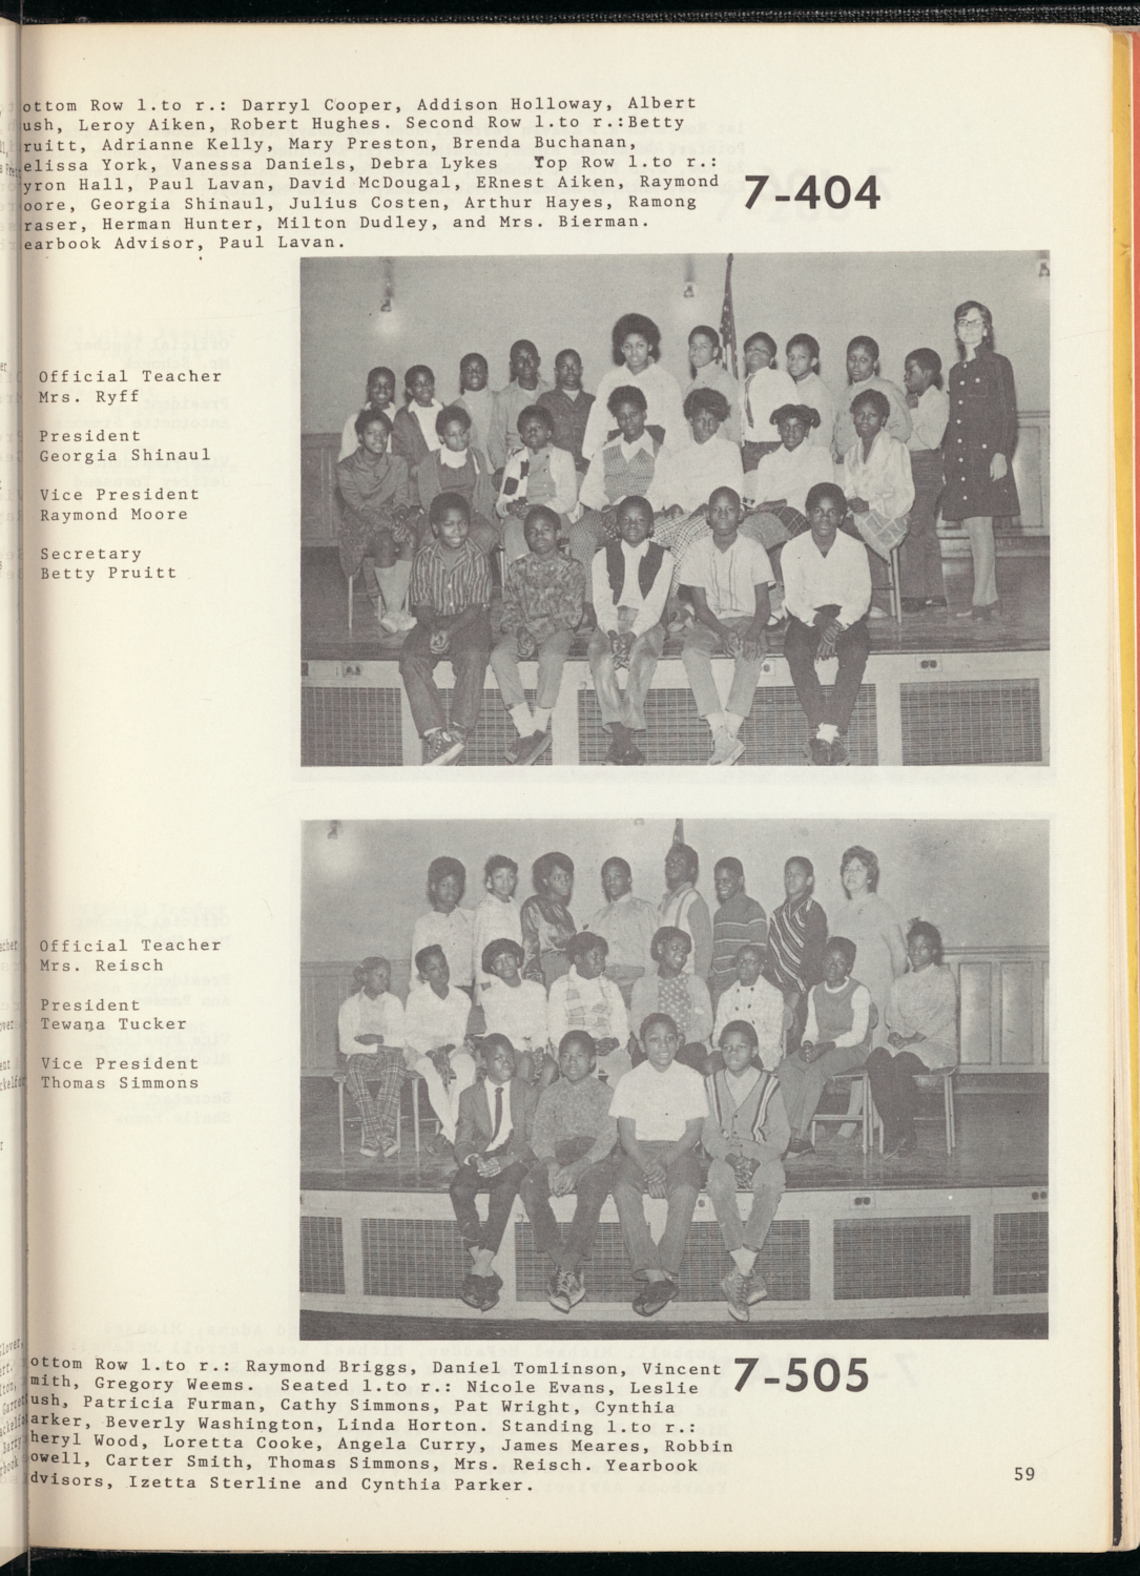 ottom Row l.to r.: Darryl Cooper, Addison Holloway, Albert
ush, Leroy Aiken, Robert Hughes. Second Row l.to r.:Betty
ruitt, Adrianne Kelly, Mary Preston, Brenda Buchanan,
elissa York, Vanessa Daniels, Debra Lykes Top Row l.to r.:
yron Hall, Paul Lavan, David McDougal, ERnest Aiken, Raymond
oore, Georgia Shinaul, Julius Costen, Arthur Hayes, Ramong
raser, Herman Hunter, Milton Dudley, and Mrs. Bierman.
earbook Advisor, Paul Lavan.
7-404
Official Teacher
Mrs. Ryff
President
Georgia Shinaul
Vice President
Raymond Moore
Secretary
Betty Pruitt
Official Teacher
Mrs. Reisch
President
Tewana Tucker
Vice President
Thomas Simmons
ottom Row l.to r.: Raymond Briggs, Daniel Tomlinson, Vincent
mith, Gregory Weems. Seated l.to r.: Nicole Evans, Leslie
ush, Patricia Furman, Cathy Simmons, Pat Wright, Cynthia
arker, Beverly Washington, Linda Horton. Standing l.to r.:
heryl Wood, Loretta Cooke, Angela Curry, James Meares, Robbin
owell, Carter Smith, Thomas Simmons, Mrs. Reisch. Yearbook
dvisors, Izetta Sterline and Cynthia Parker.
7-505
59